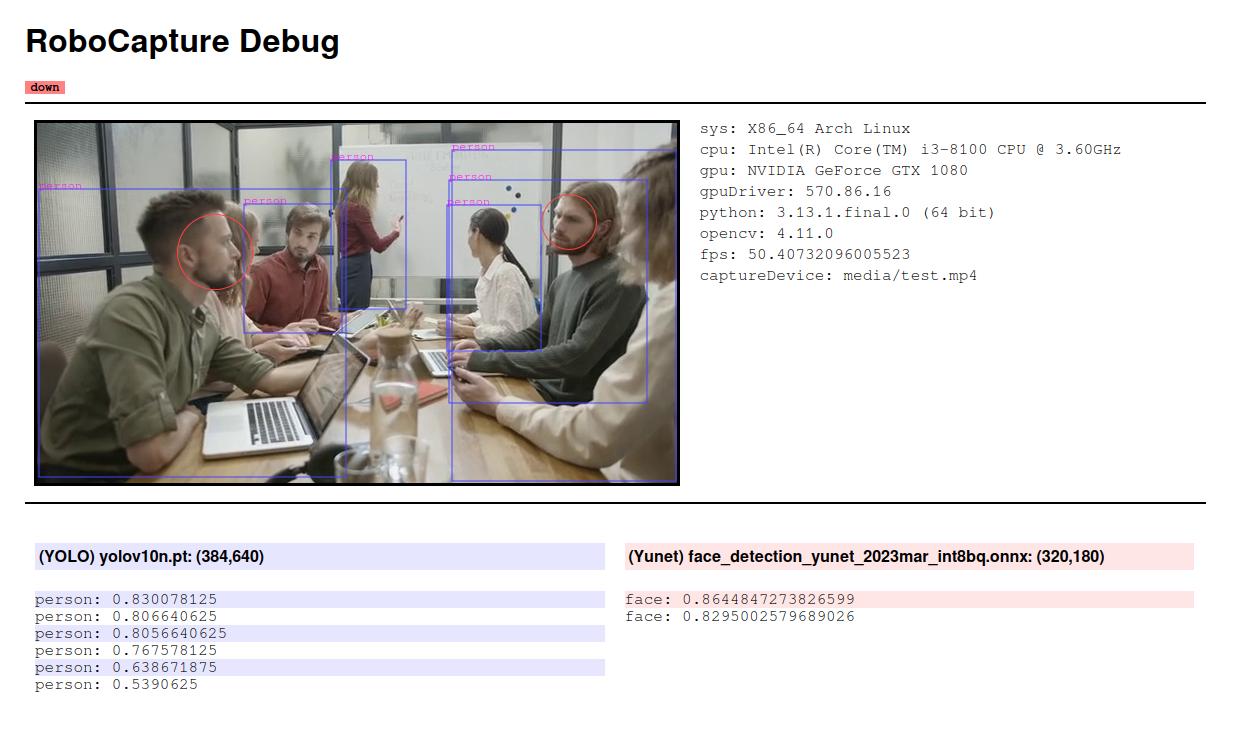 RoboCapture Debug
down
person
person
person
person
person
person
sys: X86_64 Arch Linux
cpu: Intel(R) Core(TM) i3-8100 CPU @ 3.60GHz
gpu: NVIDIA GeForce GTX 1080
gpuDriver: 570.86.16
python: 3.13.1.final.0 (64 bit)
opencv: 4.11.0
fps: 50.40732096005523
captureDevice: media/test.mp4
(YOLO) yolov10n.pt: (384,640)
person: 0.830078125
person: 0.806640625
person: 0.8056640625
person: 0.767578125
person: 0.638671875
person: 0.5390625
(Yunet) face_detection_yunet_2023mar_int8bq.onnx: (320,180)
face: 0.8644847273826599
face: 0.8295002579689026